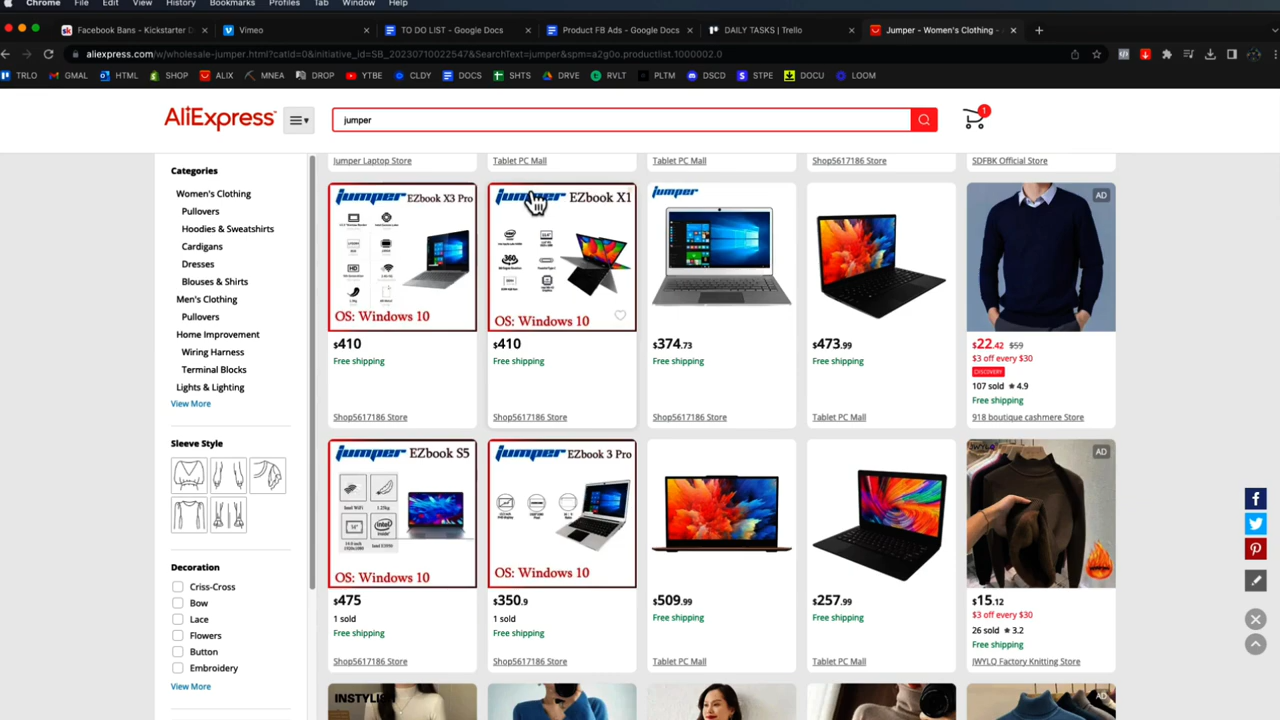 Chrome File Edit View History Bookmarks Profiles Tab Window Help
Facebook Bans - Kickstarter D
Vimeo
TO DO LIST - Google Docs
Product FB Ads - Google Docs
DAILY TASKS | Trello
Jumper - Women's Clothing -
aliexpress.com/w/wholesale-jumper.html?catId=0&initiative_id=SB_20230710022547&SearchText=jumper&spm=a2g0o.productlist.1000002.0
TRLO GMAL HTML SHOP ALIX MNEA DROP YTBE CLDY DOCS SHTS DRVE RVLT PLTM DSCD STPE DOCU LOOM
AliExpress
jumper
1
Categories
Women's Clothing
Pullovers
Hoodies & Sweatshirts
Cardigans
Dresses
Blouses & Shirts
Men's Clothing
Pullovers
Home Improvement
Wiring Harness
Terminal Blocks
Lights & Lighting
View More
Sleeve Style
Decoration
Criss-Cross
Bow
Lace
Flowers
Button
Embroidery
View More
Jumper Laptop Store
Tablet PC Mall
Tablet PC Mall
Shop5617186 Store
SDFBK Official Store
jumper EZbook X3 Pro
OS: Windows 10
$410
Free shipping
Shop5617186 Store
jumper EZbook X1
360
OS: Windows 10
$410
Free shipping
Shop5617186 Store
jumper
$374.73
Free shipping
Shop5617186 Store
$473.99
Free shipping
Tablet PC Mall
AD
$22.42 $59
$3 off every $30
DISCOVERY
107 sold ★ 4.9
Free shipping
918 boutique cashmere Store
jumper EZbook S5
OS: Windows 10
$475
1 sold
Free shipping
Shop5617186 Store
jumper EZbook 3 Pro
OS: Windows 10
$350.9
1 sold
Free shipping
Shop5617186 Store
$509.99
Free shipping
Tablet PC Mall
$257.99
Free shipping
Tablet PC Mall
AD
$15.12
$3 off every $30
26 sold ★ 3.2
Free shipping
IWYLQ Factory Knitting Store
AD